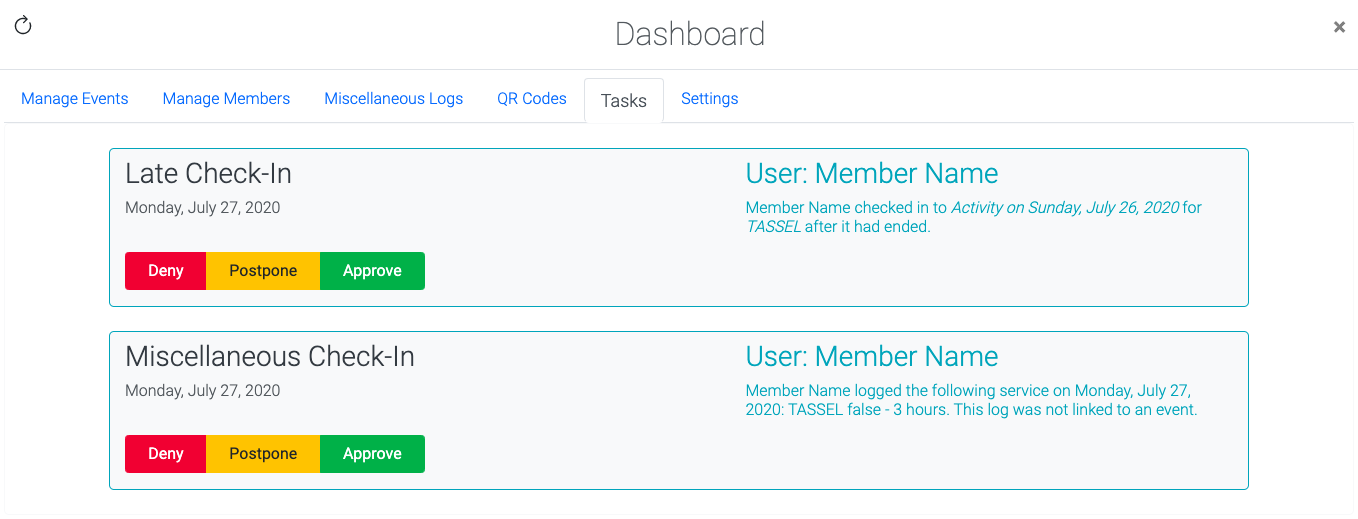 Dashboard
×
Manage Events Manage Members Miscellaneous Logs QR Codes Tasks Settings
Late Check-In
Monday, July 27, 2020
User: Member Name
Member Name checked in to Activity on Sunday, July 26, 2020 for
TASSEL after it had ended.
Deny Postpone Approve
Miscellaneous Check-In
Monday, July 27, 2020
User: Member Name
Member Name logged the following service on Monday, July 27,
2020: TASSEL false - 3 hours. This log was not linked to an event.
Deny Postpone Approve